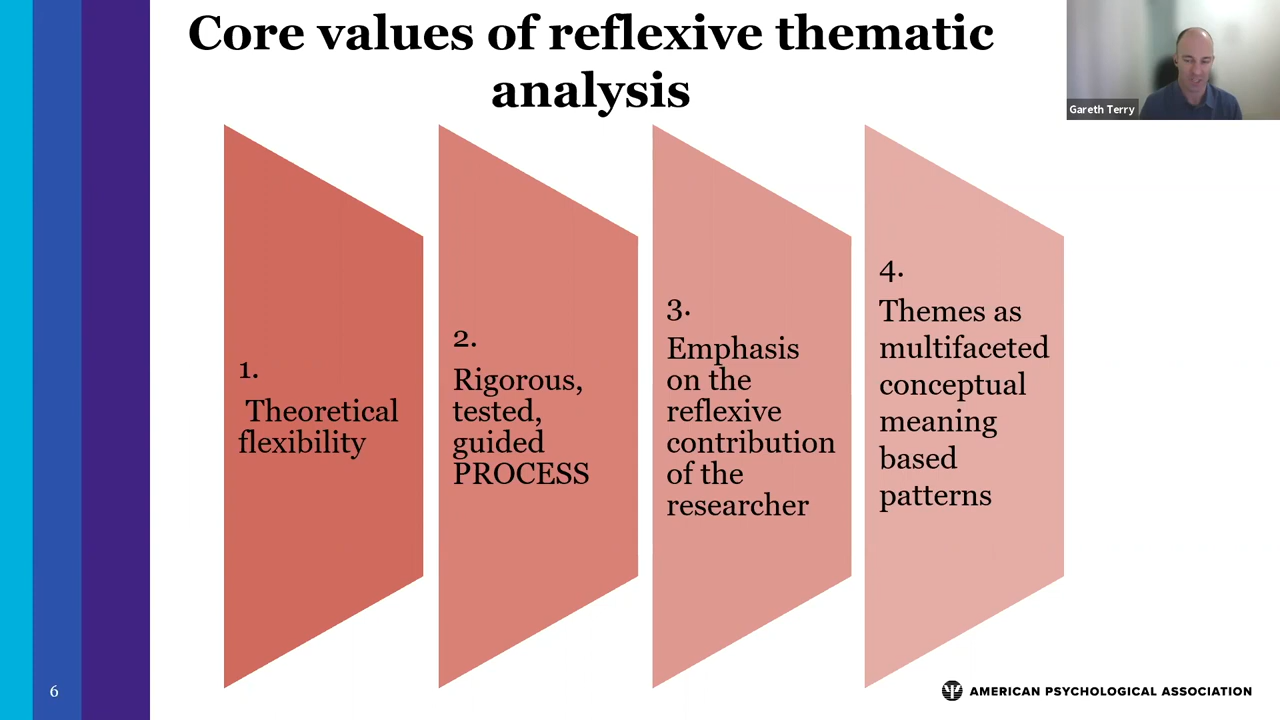 Core values of reflexive thematic
analysis
Gareth Terry
1.
Theoretical
flexibility
2.
Rigorous,
tested,
guided
PROCESS
3.
Emphasis
on the
reflexive
contribution
of the
researcher
4.
Themes as
multifaceted
conceptual
meaning
based
patterns
6
AMERICAN PSYCHOLOGICAL ASSOCIATION